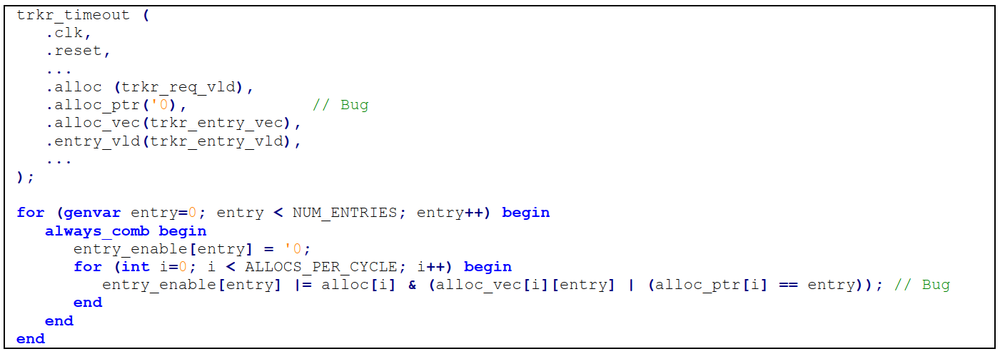 trkr_timeout (
   .clk,
   .reset,
   ...
   .alloc (trkr_req_vld),
   .alloc_ptr('0),               // Bug
   .alloc_vec(trkr_entry_vec),
   .entry_vld(trkr_entry_vld),
   ...
);

for (genvar entry=0; entry < NUM_ENTRIES; entry++) begin
   always_comb begin
      entry_enable[entry] = '0;
      for (int i=0; i < ALLOCS_PER_CYCLE; i++) begin
         entry_enable[entry] |= alloc[i] & (alloc_vec[i][entry] | (alloc_ptr[i] == entry)); // Bug
      end
   end
end